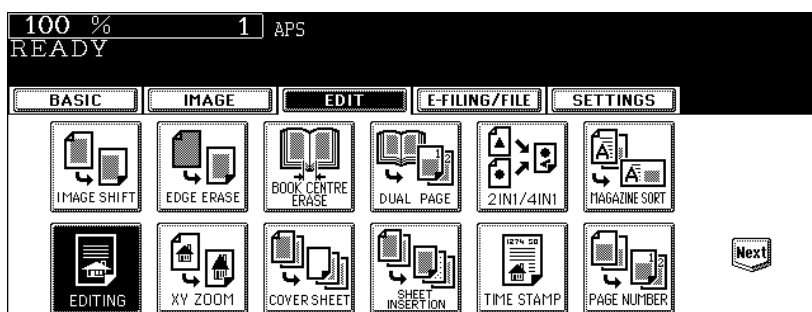 100 % 1 APS
READY
BASIC IMAGE EDIT E-FILING/FILE SETTINGS
IMAGE SHIFT EDGE ERASE BOOK CENTRE ERASE DUAL PAGE 2IN1/4IN1 MAGAZINE SORT
EDITING XY ZOOM COVER SHEET SHEET INSERTION TIME STAMP PAGE NUMBER Next